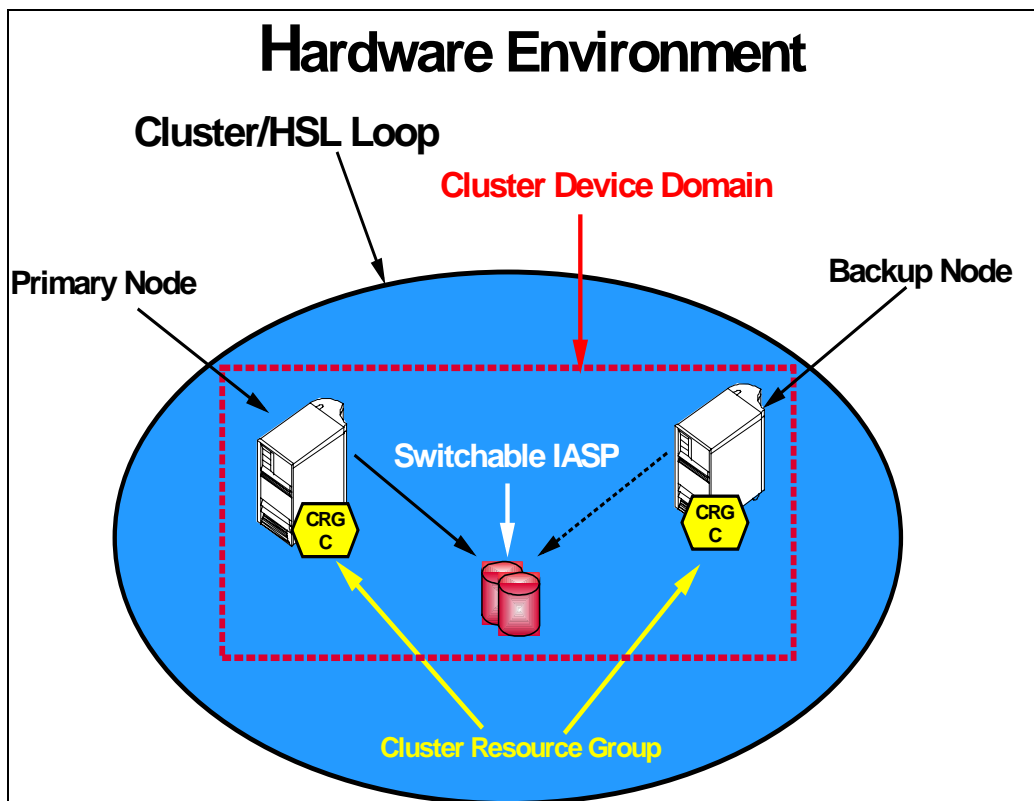 Hardware Environment
Cluster/HSL Loop
Cluster Device Domain
Primary Node
Backup Node
Switchable IASP
CRG
C
CRG
C
Cluster Resource Group